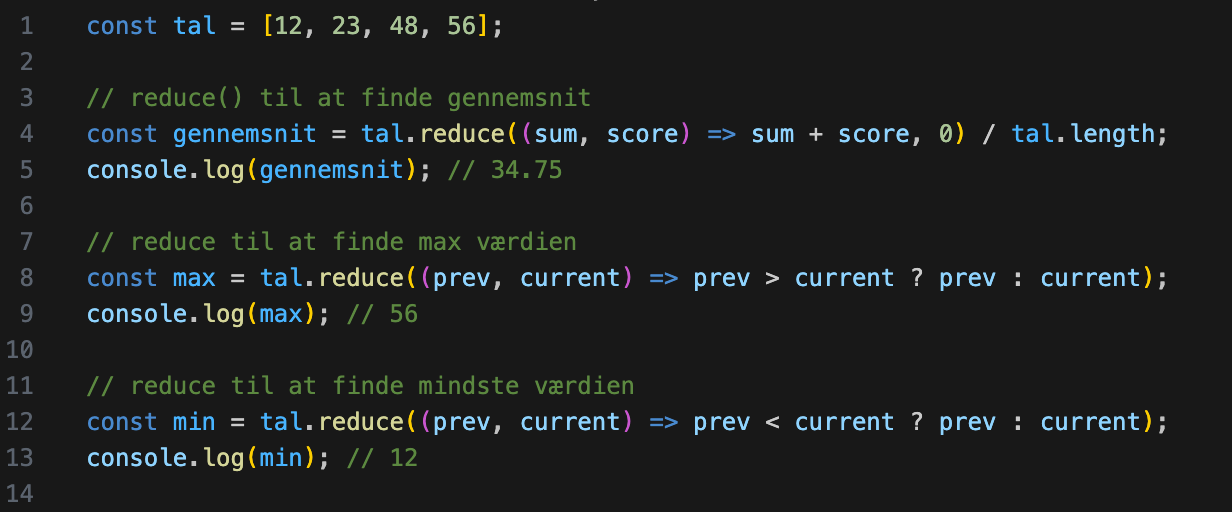 1 const tal = [12, 23, 48, 56];
2
3 // reduce() til at finde gennemsnit
4 const gennemsnit = tal.reduce((sum, score) => sum + score, 0) / tal.length;
5 console.log(gennemsnit); // 34.75
6
7 // reduce til at finde max værdien
8 const max = tal.reduce((prev, current) => prev > current ? prev : current);
9 console.log(max); // 56
10
11 // reduce til at finde mindste værdien
12 const min = tal.reduce((prev, current) => prev < current ? prev : current);
13 console.log(min); // 12
14